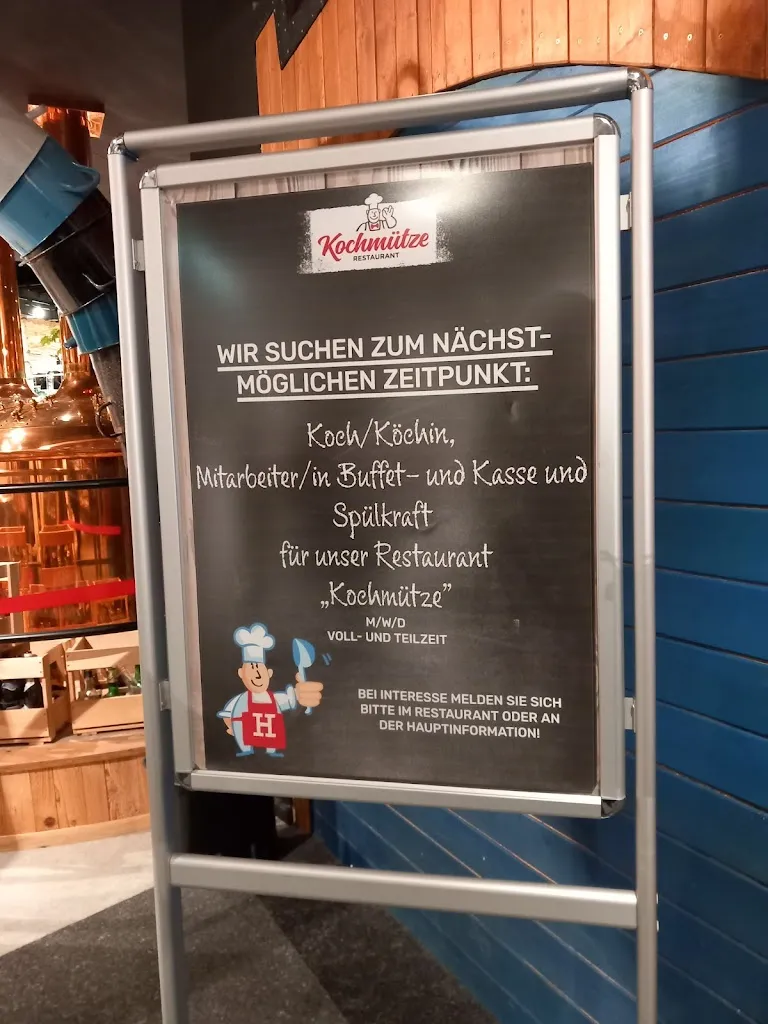 Kochmütze
RESTAURANT
WIR SUCHEN ZUM NÄCHST-
MÖGLICHEN ZEITPUNKT:
Koch/Köchin,
Mitarbeiter/in Buffet- und Kasse und
Spülkraft
für unser Restaurant
„Kochmütze”
M/W/D
VOLL- UND TEILZEIT
H
BEI INTERESSE MELDEN SIE SICH
BITTE IM RESTAURANT ODER AN
DER HAUPTINFORMATION!